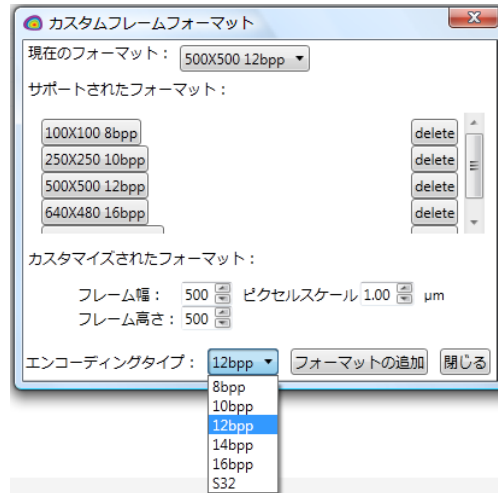 カスタムフレームフォーマット
現在のフォーマット： 500X500 12bpp
サポートされたフォーマット：
100X100 8bpp delete
250X250 10bpp delete
500X500 12bpp delete
640X480 16bpp delete
カスタマイズされたフォーマット：
フレーム幅： 500 ピクセルスケール 1.00 μm
フレーム高さ： 500
エンコーディングタイプ： 12bpp フォーマットの追加 閉じる
8bpp
10bpp
12bpp
14bpp
16bpp
S32